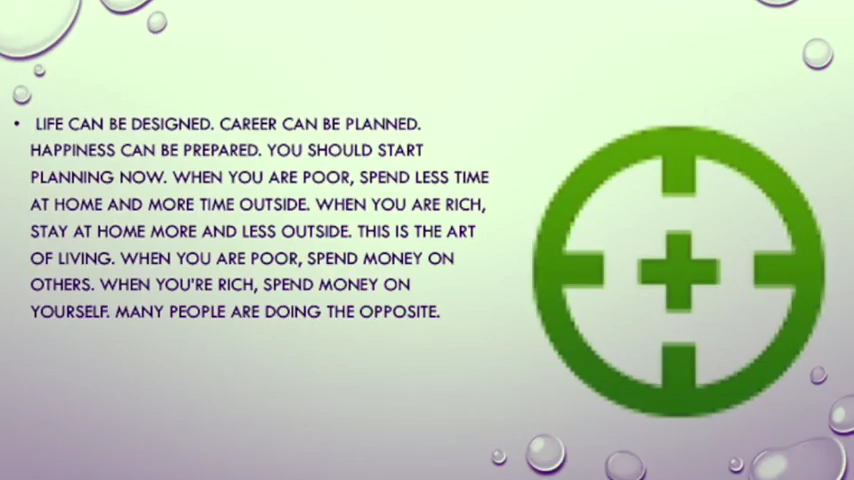 • LIFE CAN BE DESIGNED. CAREER CAN BE PLANNED.
HAPPINESS CAN BE PREPARED. YOU SHOULD START
PLANNING NOW. WHEN YOU ARE POOR, SPEND LESS TIME
AT HOME AND MORE TIME OUTSIDE. WHEN YOU ARE RICH,
STAY AT HOME MORE AND LESS OUTSIDE. THIS IS THE ART
OF LIVING. WHEN YOU ARE POOR, SPEND MONEY ON
OTHERS. WHEN YOU'RE RICH, SPEND MONEY ON
YOURSELF. MANY PEOPLE ARE DOING THE OPPOSITE.